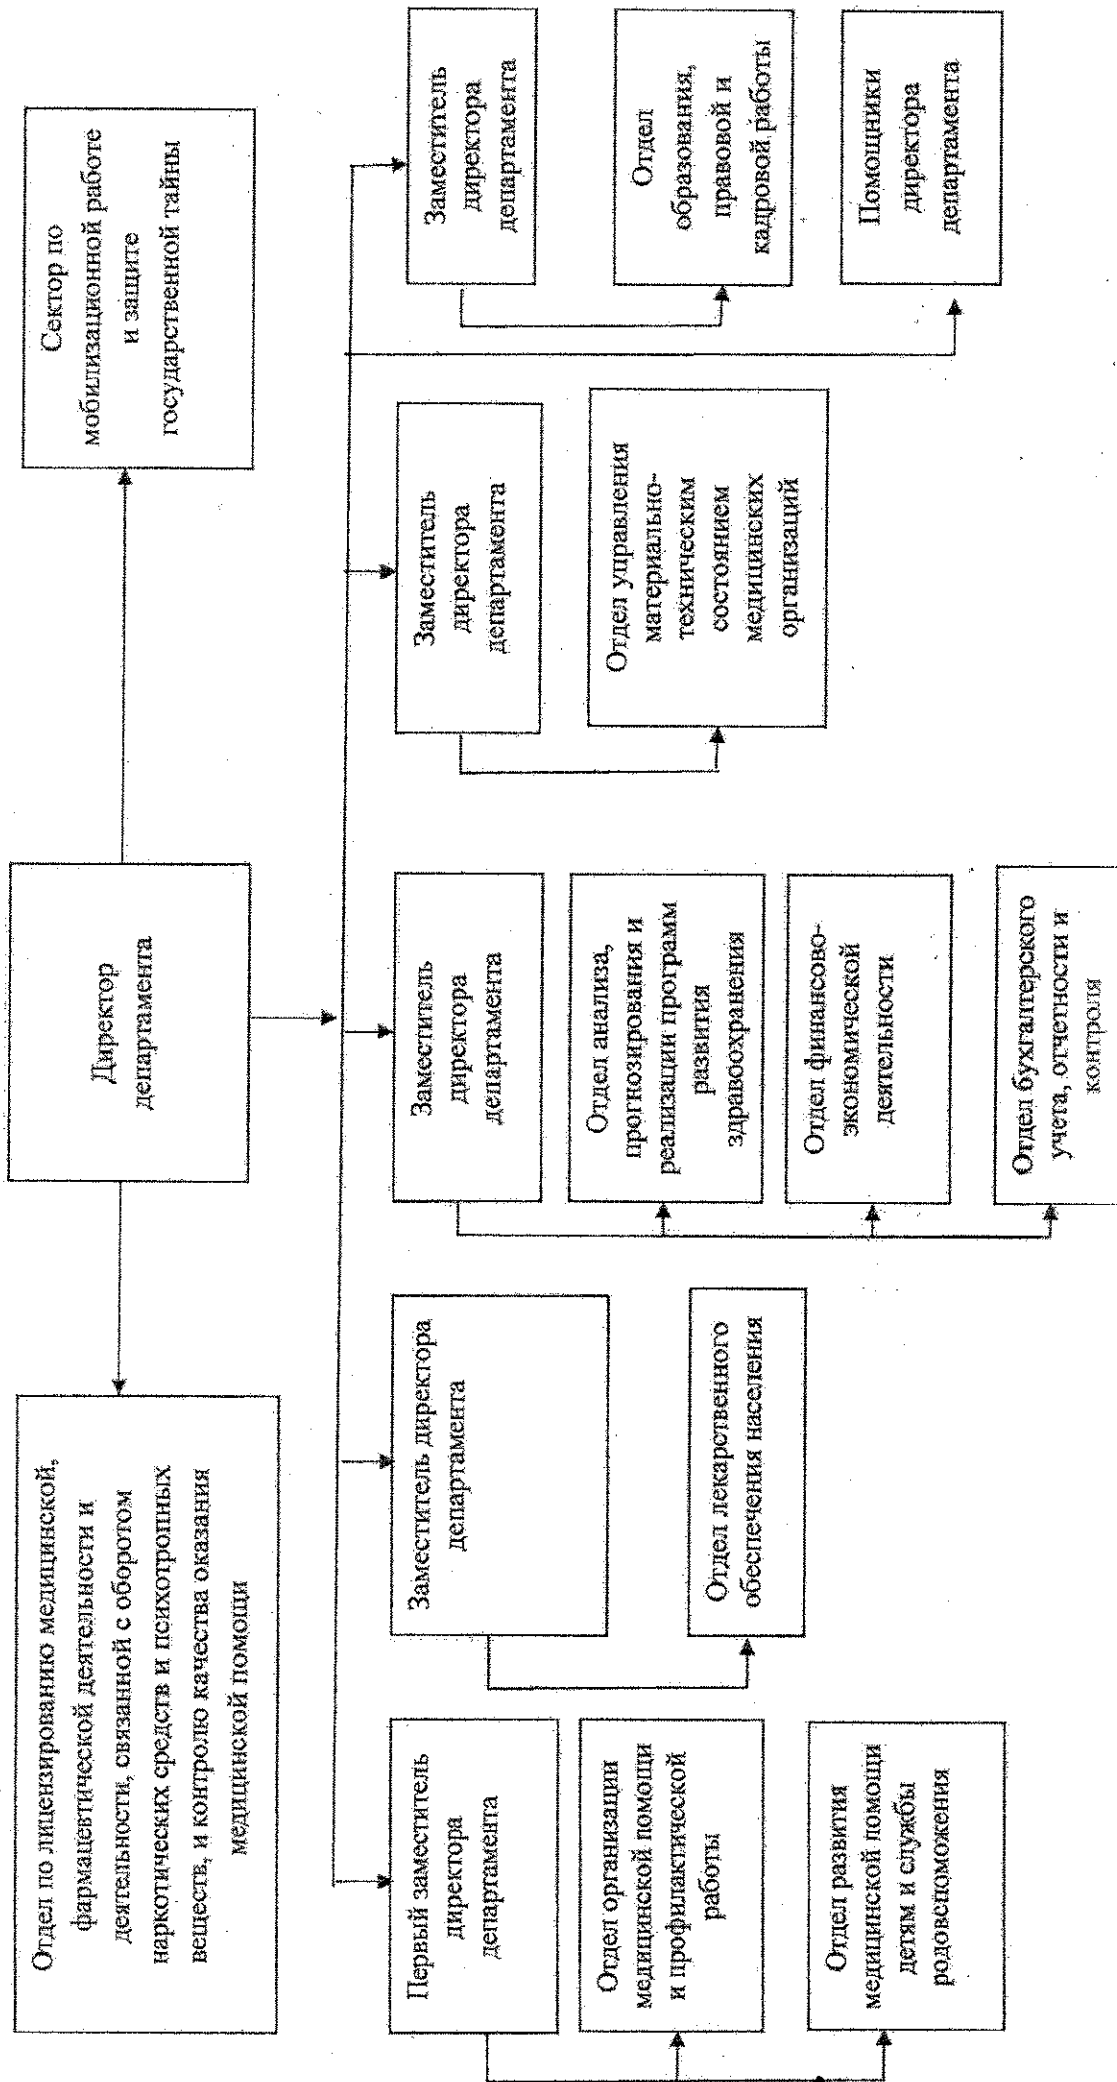 Отдел по лицензированию медицинской,
фармацевтической деятельности и
деятельности, связанной с оборотом
наркотических средств и психотропных
веществ, и контролю качества оказания
медицинской помощи
Директор
департамента
Сектор по
мобилизационной работе
и защите
государственной тайны
Первый заместитель
директора
департамента
Отдел организации
медицинской помощи
и профилактической
работы
Отдел развития
медицинской помощи
детям и службы
родовспоможения
Заместитель директора
департамента
Отдел лекарственного
обеспечения населения
Заместитель
директора
департамента
Отдел анализа,
прогнозирования и
реализации программ
развития
здравоохранения
Отдел финансово-
экономической
деятельности
Отдел бухгалтерского
учета, отчетности и
контроля
Заместитель
директора
департамента
Отдел управления
материально-
техническим
состоянием
медицинских
организаций
Заместитель
директора
департамента
Отдел
образования,
правовой и
кадровой работы
Помощники
директора
департамента